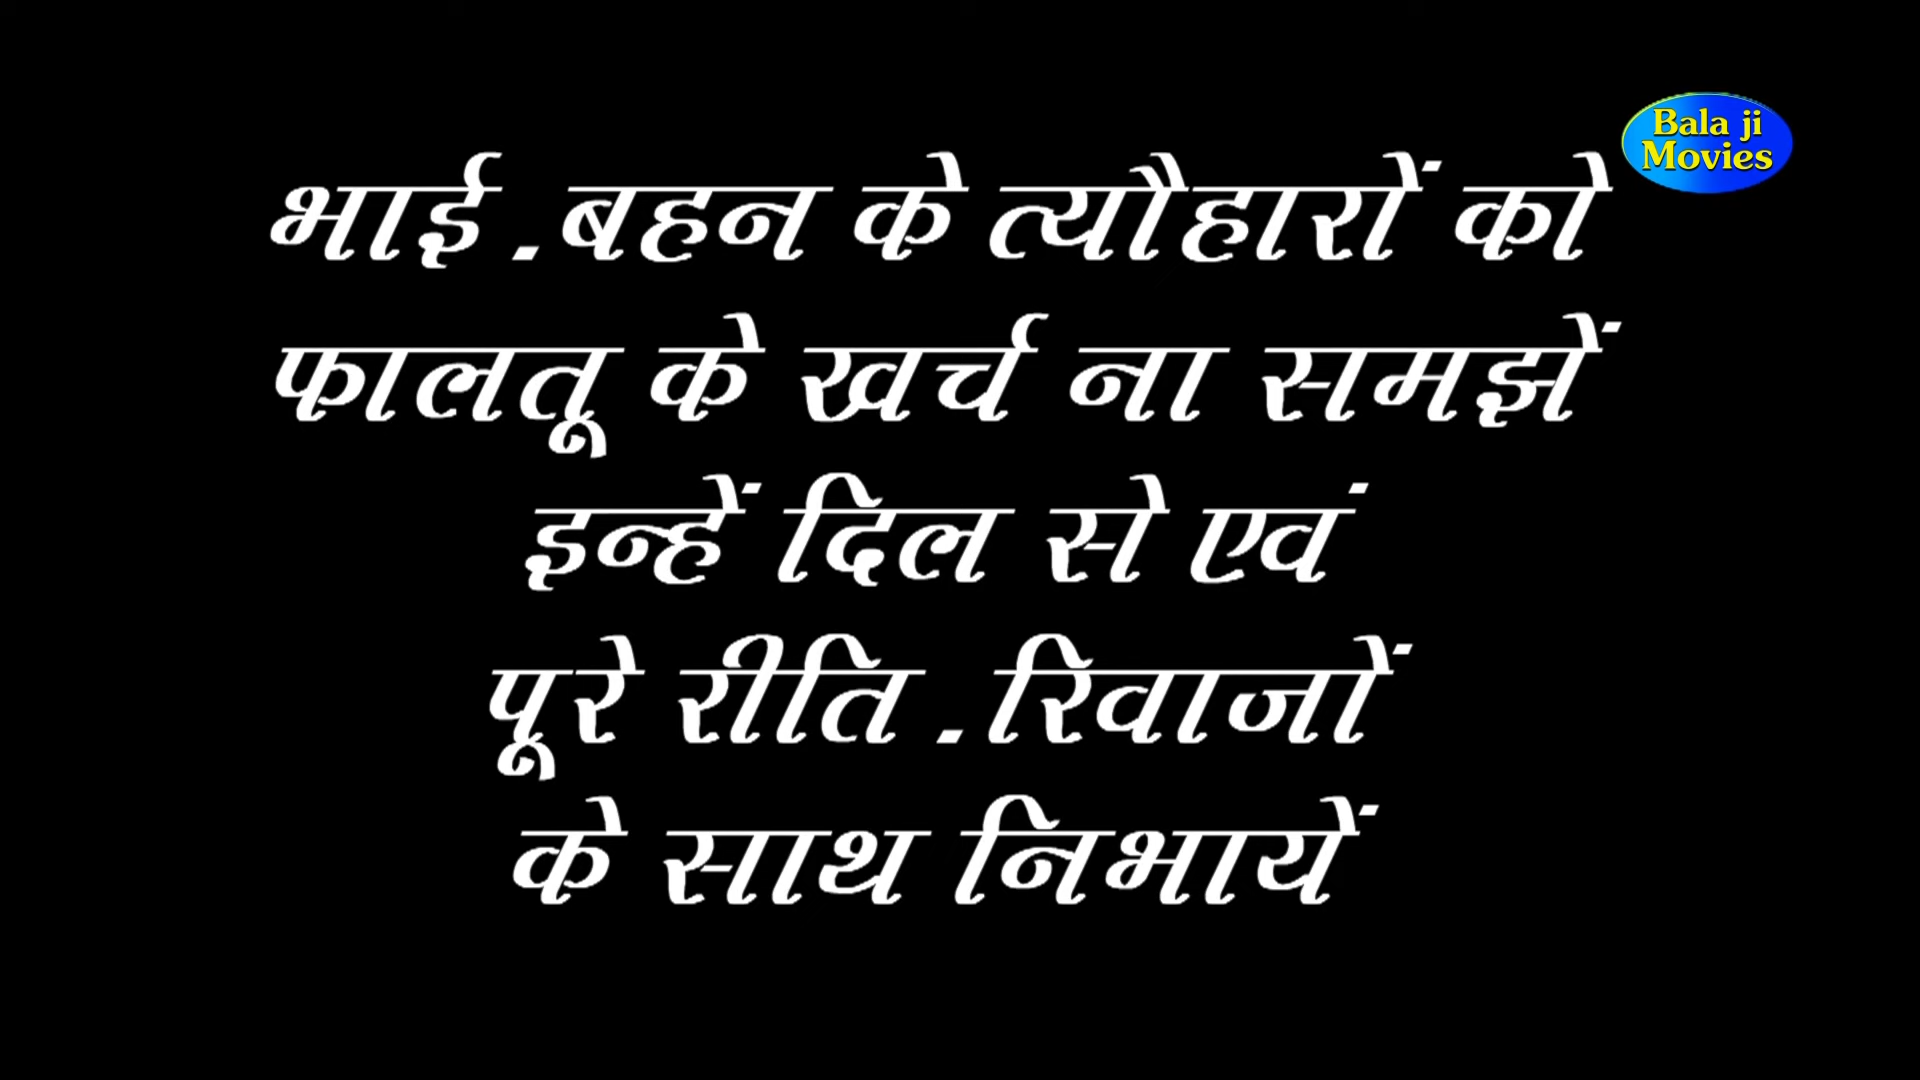 Bala ji
Movies
भाई .बहन के त्यौहारों को
फालतू के खर्च ना समझें
इन्हें दिल से एवं
पूरे रीति .रिवाजों
के साथ निभायें